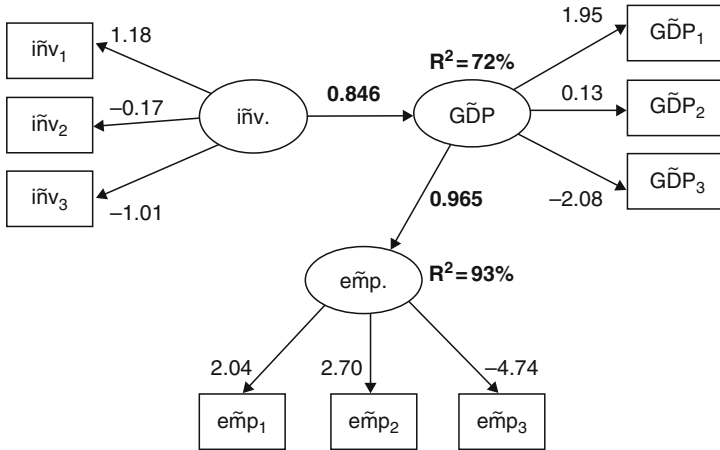 iñv₁
iñv₂
iñv₃
1.18
–0.17
–1.01
iñv.
0.846
R² = 72%
GD̃P
1.95
0.13
–2.08
GD̃P₁
GD̃P₂
GD̃P₃
0.965
em̃p.
R² = 93%
2.04
2.70
–4.74
em̃p₁
em̃p₂
em̃p₃